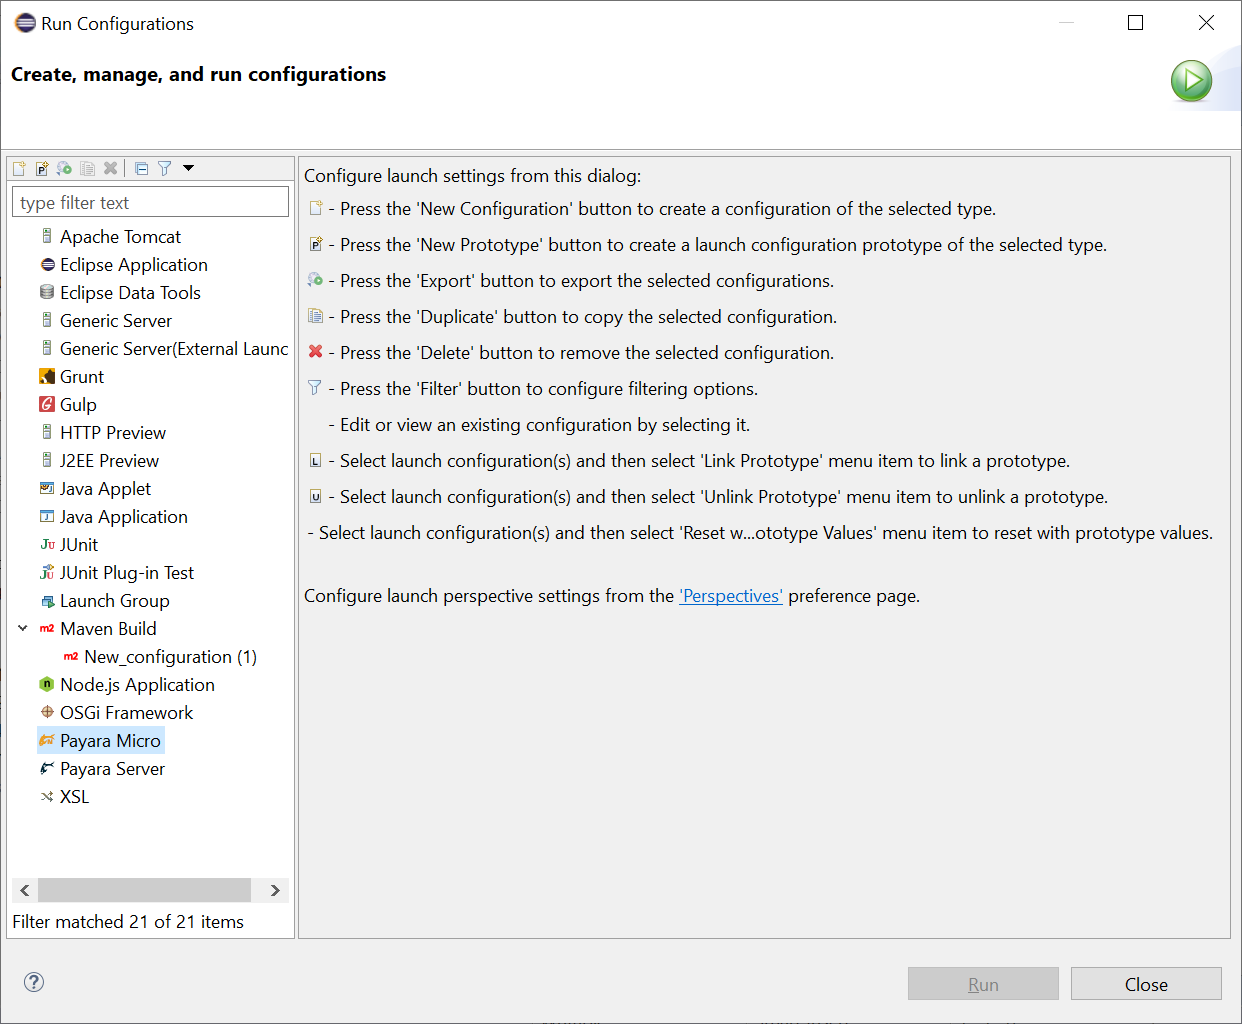 Run Configurations
Create, manage, and run configurations
type filter text
Apache Tomcat
Eclipse Application
Eclipse Data Tools
Generic Server
Generic Server(External Launc
Grunt
Gulp
HTTP Preview
J2EE Preview
Java Applet
Java Application
JUnit
JUnit Plug-in Test
Launch Group
Maven Build
New_configuration (1)
Node.js Application
OSGi Framework
Payara Micro
Payara Server
XSL
Filter matched 21 of 21 items
Configure launch settings from this dialog:
- Press the 'New Configuration' button to create a configuration of the selected type.
- Press the 'New Prototype' button to create a launch configuration prototype of the selected type.
- Press the 'Export' button to export the selected configurations.
- Press the 'Duplicate' button to copy the selected configuration.
- Press the 'Delete' button to remove the selected configuration.
- Press the 'Filter' button to configure filtering options.
- Edit or view an existing configuration by selecting it.
- Select launch configuration(s) and then select 'Link Prototype' menu item to link a prototype.
- Select launch configuration(s) and then select 'Unlink Prototype' menu item to unlink a prototype.
- Select launch configuration(s) and then select 'Reset w...ototype Values' menu item to reset with prototype values.
Configure launch perspective settings from the 'Perspectives' preference page.
Run
Close